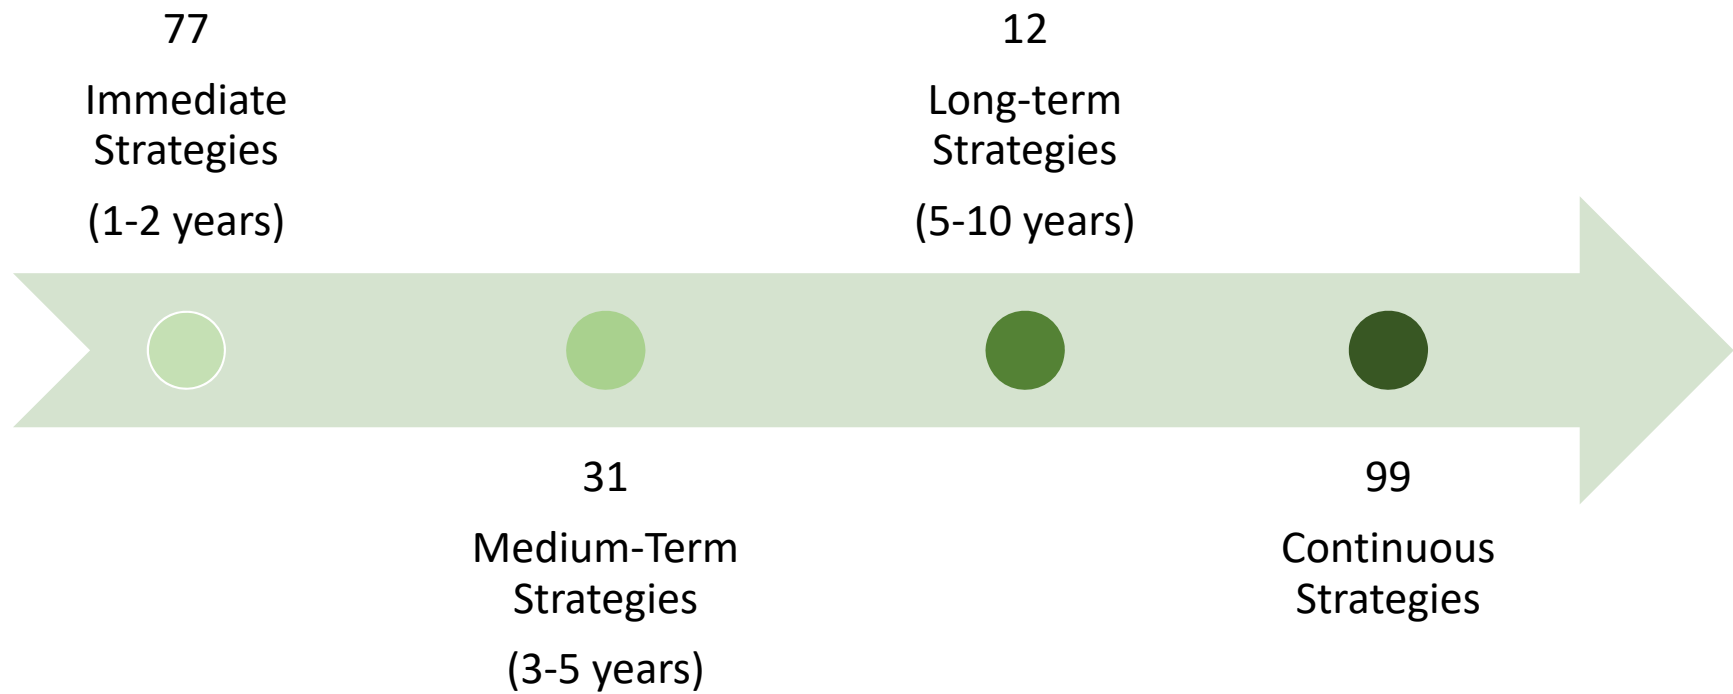 77
Immediate
Strategies
(1-2 years)
31
Medium-Term
Strategies
(3-5 years)
12
Long-term
Strategies
(5-10 years)
99
Continuous
Strategies